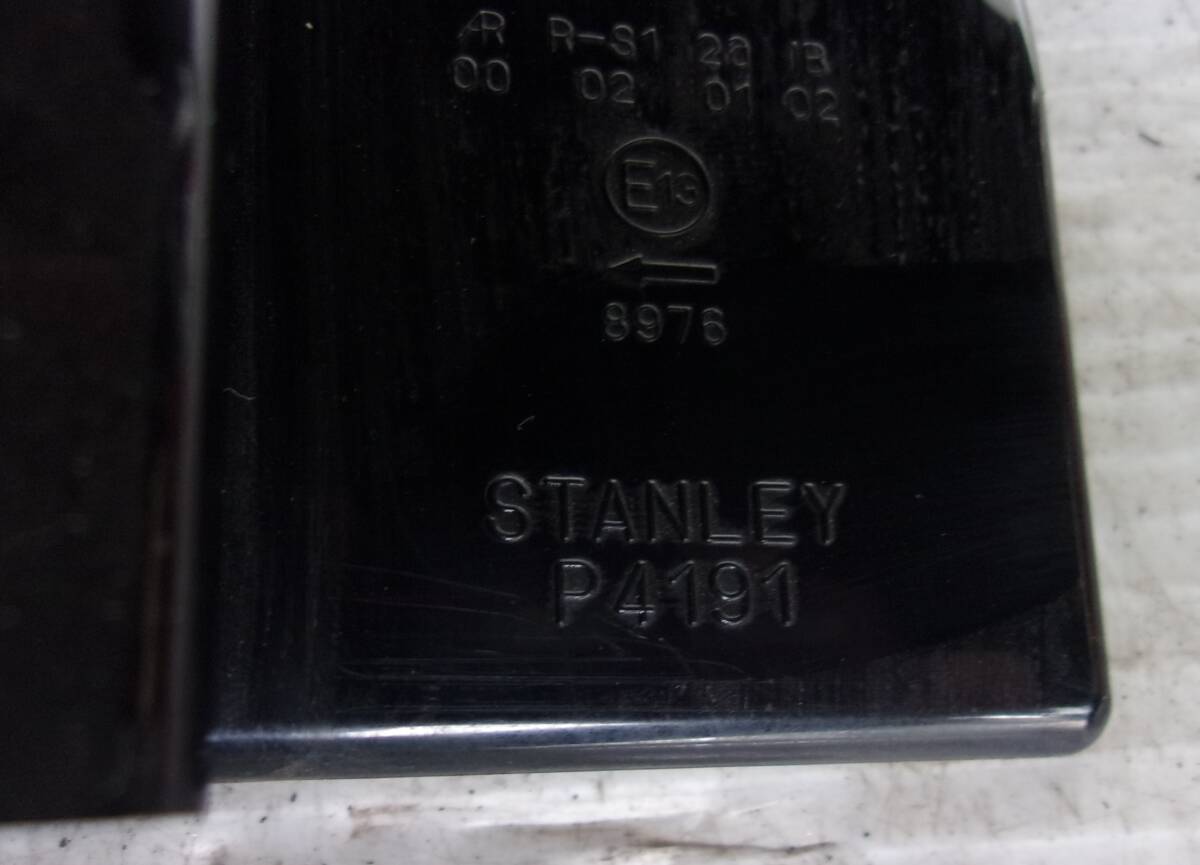 AR R-S1 2a IB
00 02 01 02
E13
8976
STANLEY
P4191